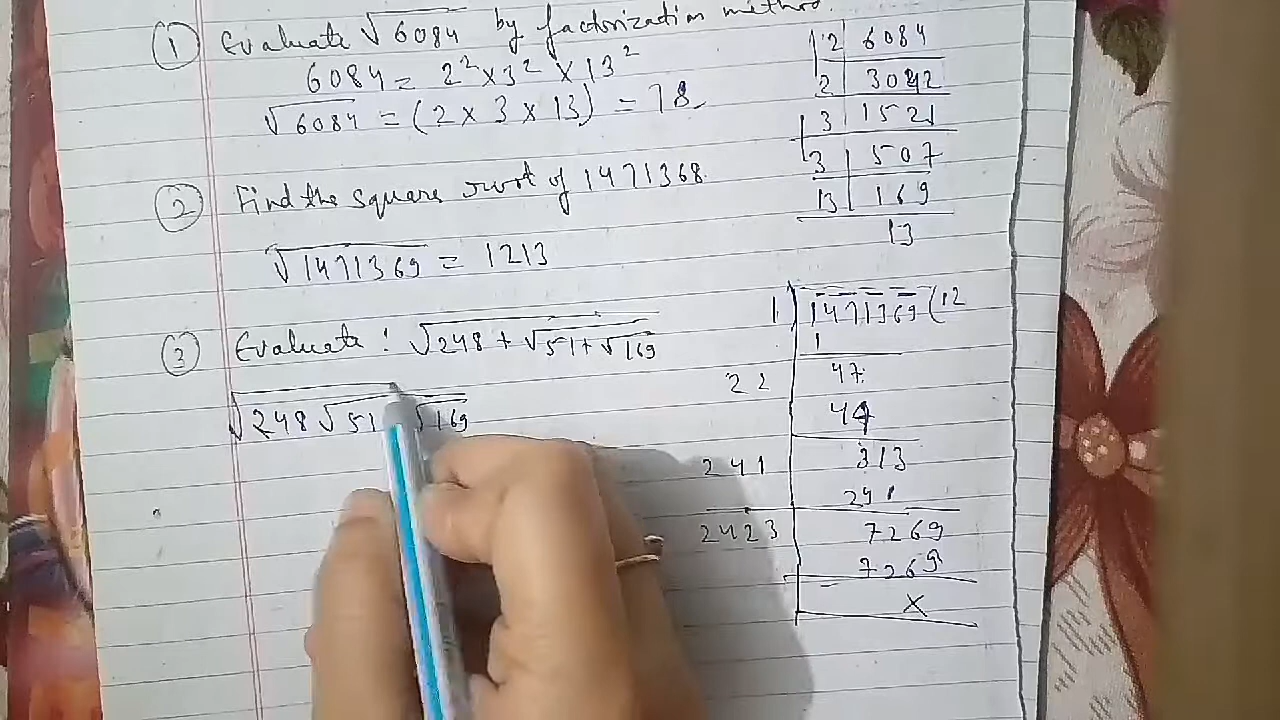 ① Evaluate √6084 by factorization method.
6084 = 2² × 3² × 13²
√6084 = (2 × 3 × 13) = 78
② Find the square root of 1471368.
√1471369 = 1213
③ Evaluate : √248 + √51 + √169
√248 √51 √169
2 6084
2 3042
3 1521
3 507
13 169
13
1 1471369 (12
1
22 47
44
241 313
241
2423 7269
7269
X